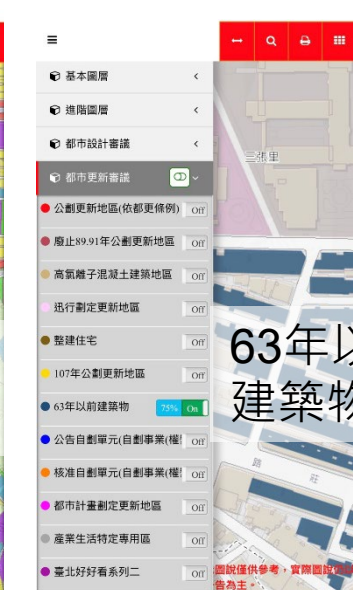 基本圖層
進階圖層
都市設計審議
都市更新審議
公劃更新地區(依都更條例) Off
廢止89.91年公劃更新地區 Off
高氯離子混凝土建築地區 Off
迅行劃定更新地區 Off
整建住宅 Off
107年公劃更新地區 Off
63年以前建築物 75% On
公告自劃單元(自劃事業(權 Off
核准自劃單元(自劃事業(權 Off
都市計畫劃定更新地區 Off
產業生活特定專用區 Off
臺北好好看系列二 Off
三張里
63年以
建築物
路
莊
圖說僅供參考，實際圖說
告為主。